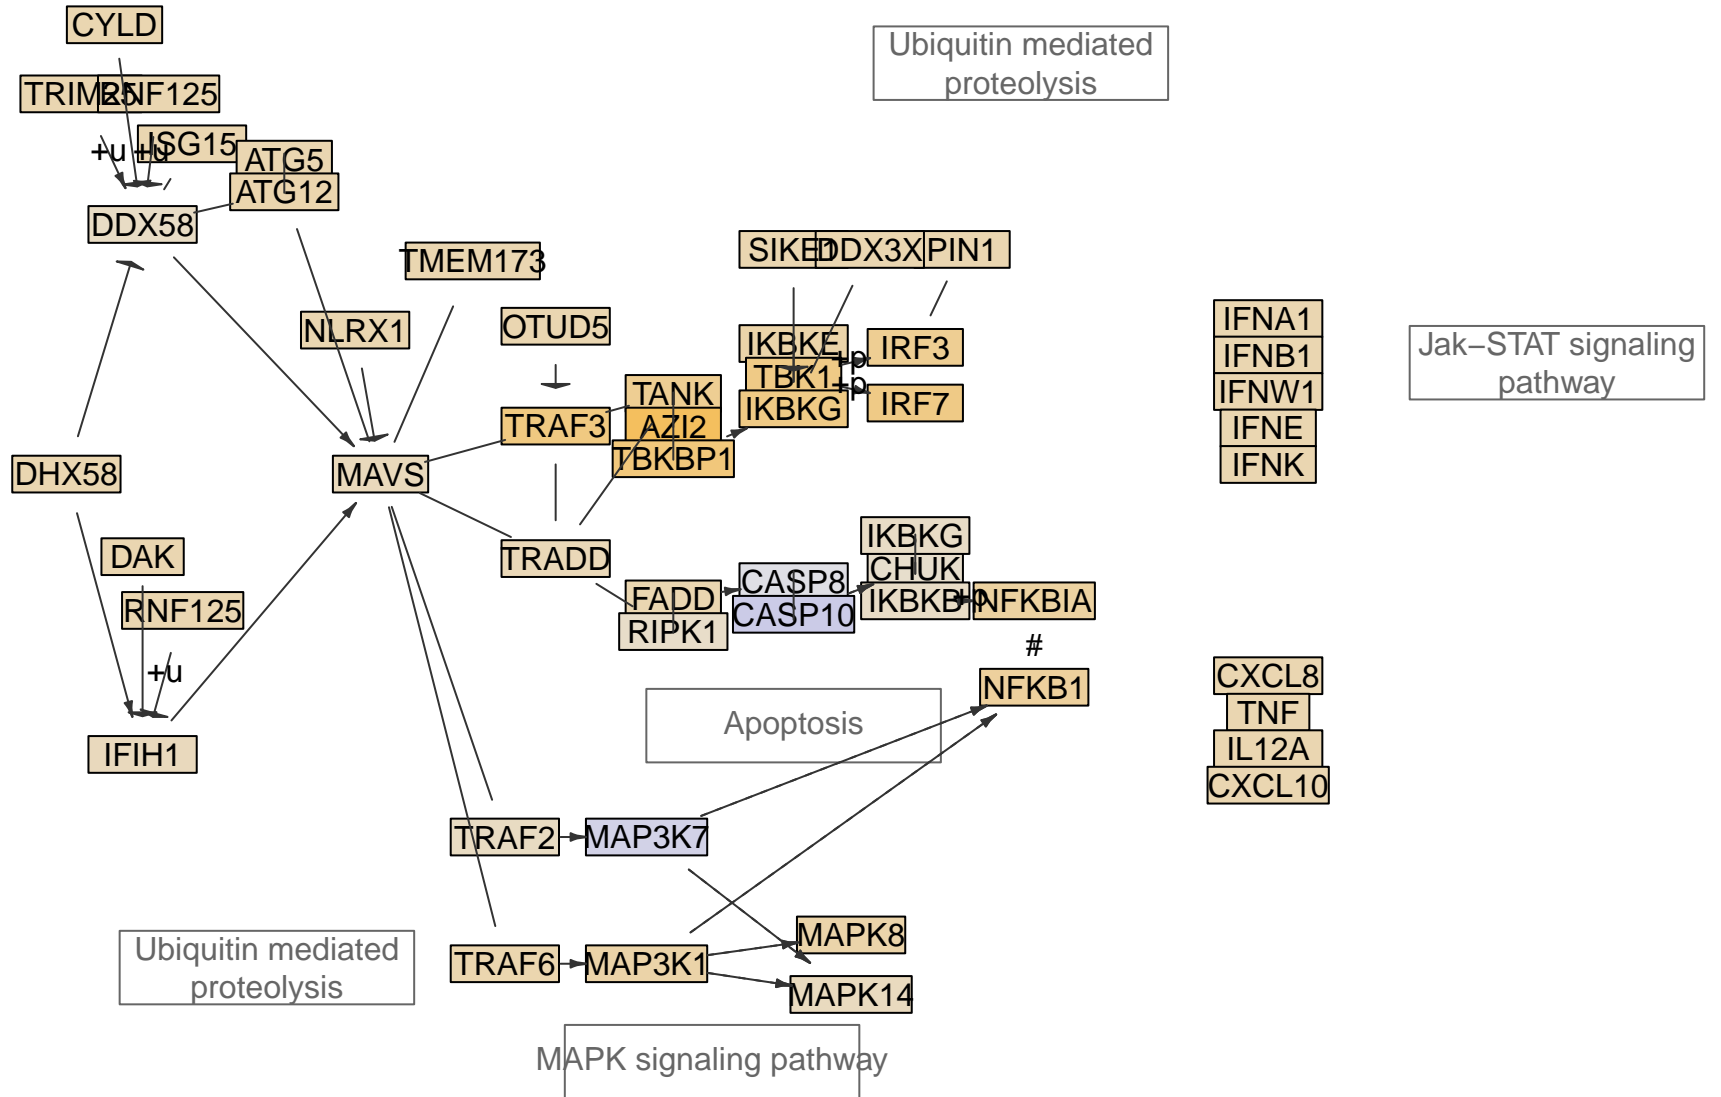 CYLD
Ubiquitin mediated
proteolysis
TRIM25
RNF125
ISG15
+u
+u
ATG5
ATG12
DDX58
TMEM173
SIKE1
DDX3X
PIN1
NLRX1
OTUD5
IKBKE
TBK1
IKBKG
+p
+p
IRF3
IRF7
IFNA1
IFNB1
IFNW1
IFNE
IFNK
Jak−STAT signaling
pathway
TANK
AZI2
TBKBP1
TRAF3
DHX58
MAVS
DAK
RNF125
+u
IFIH1
TRADD
FADD
RIPK1
CASP8
CASP10
IKBKG
CHUK
IKBKB
+p
NFKBIA
#
NFKB1
Apoptosis
CXCL8
TNF
IL12A
CXCL10
TRAF2
MAP3K7
TRAF6
MAP3K1
MAPK8
MAPK14
Ubiquitin mediated
proteolysis
MAPK signaling pathway